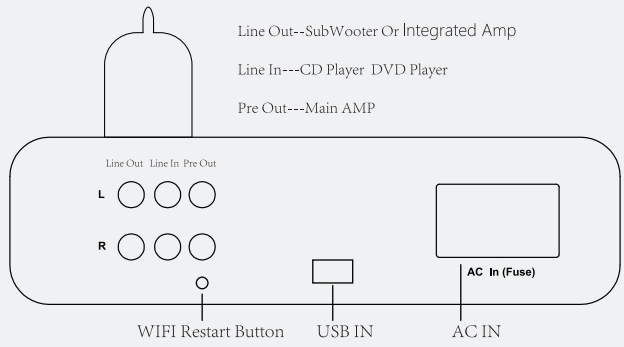 Line Out--SubWooter Or Integrated Amp
Line In---CD Player DVD Player
Pre Out---Main AMP
Line Out Line In Pre Out
L
R
AC In (Fuse)
WIFI Restart Button USB IN AC IN